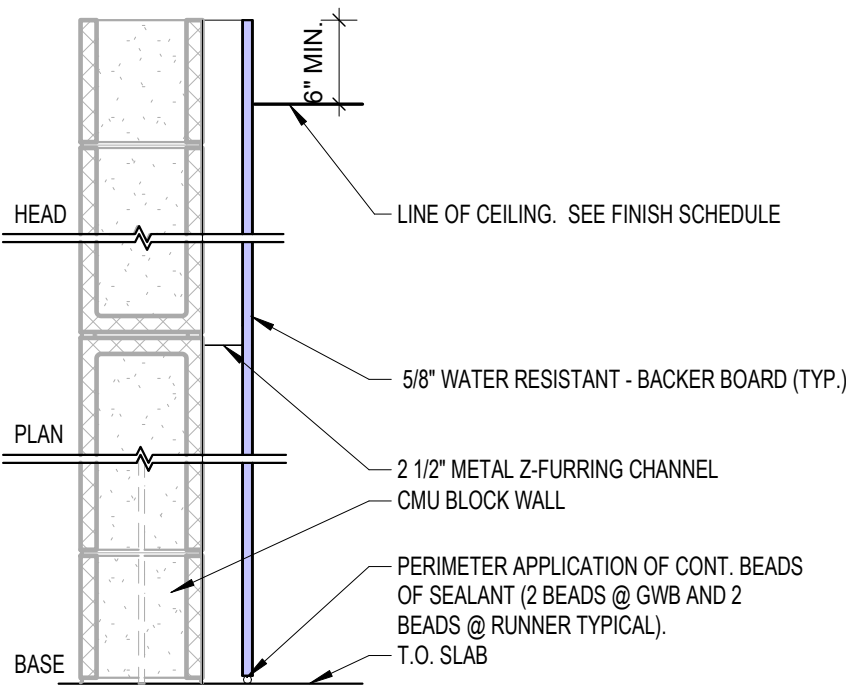 6" MIN.
HEAD
LINE OF CEILING. SEE FINISH SCHEDULE
5/8" WATER RESISTANT - BACKER BOARD (TYP.)
PLAN
2 1/2" METAL Z-FURRING CHANNEL
CMU BLOCK WALL
PERIMETER APPLICATION OF CONT. BEADS
OF SEALANT (2 BEADS @ GWB AND 2
BEADS @ RUNNER TYPICAL).
T.O. SLAB
BASE